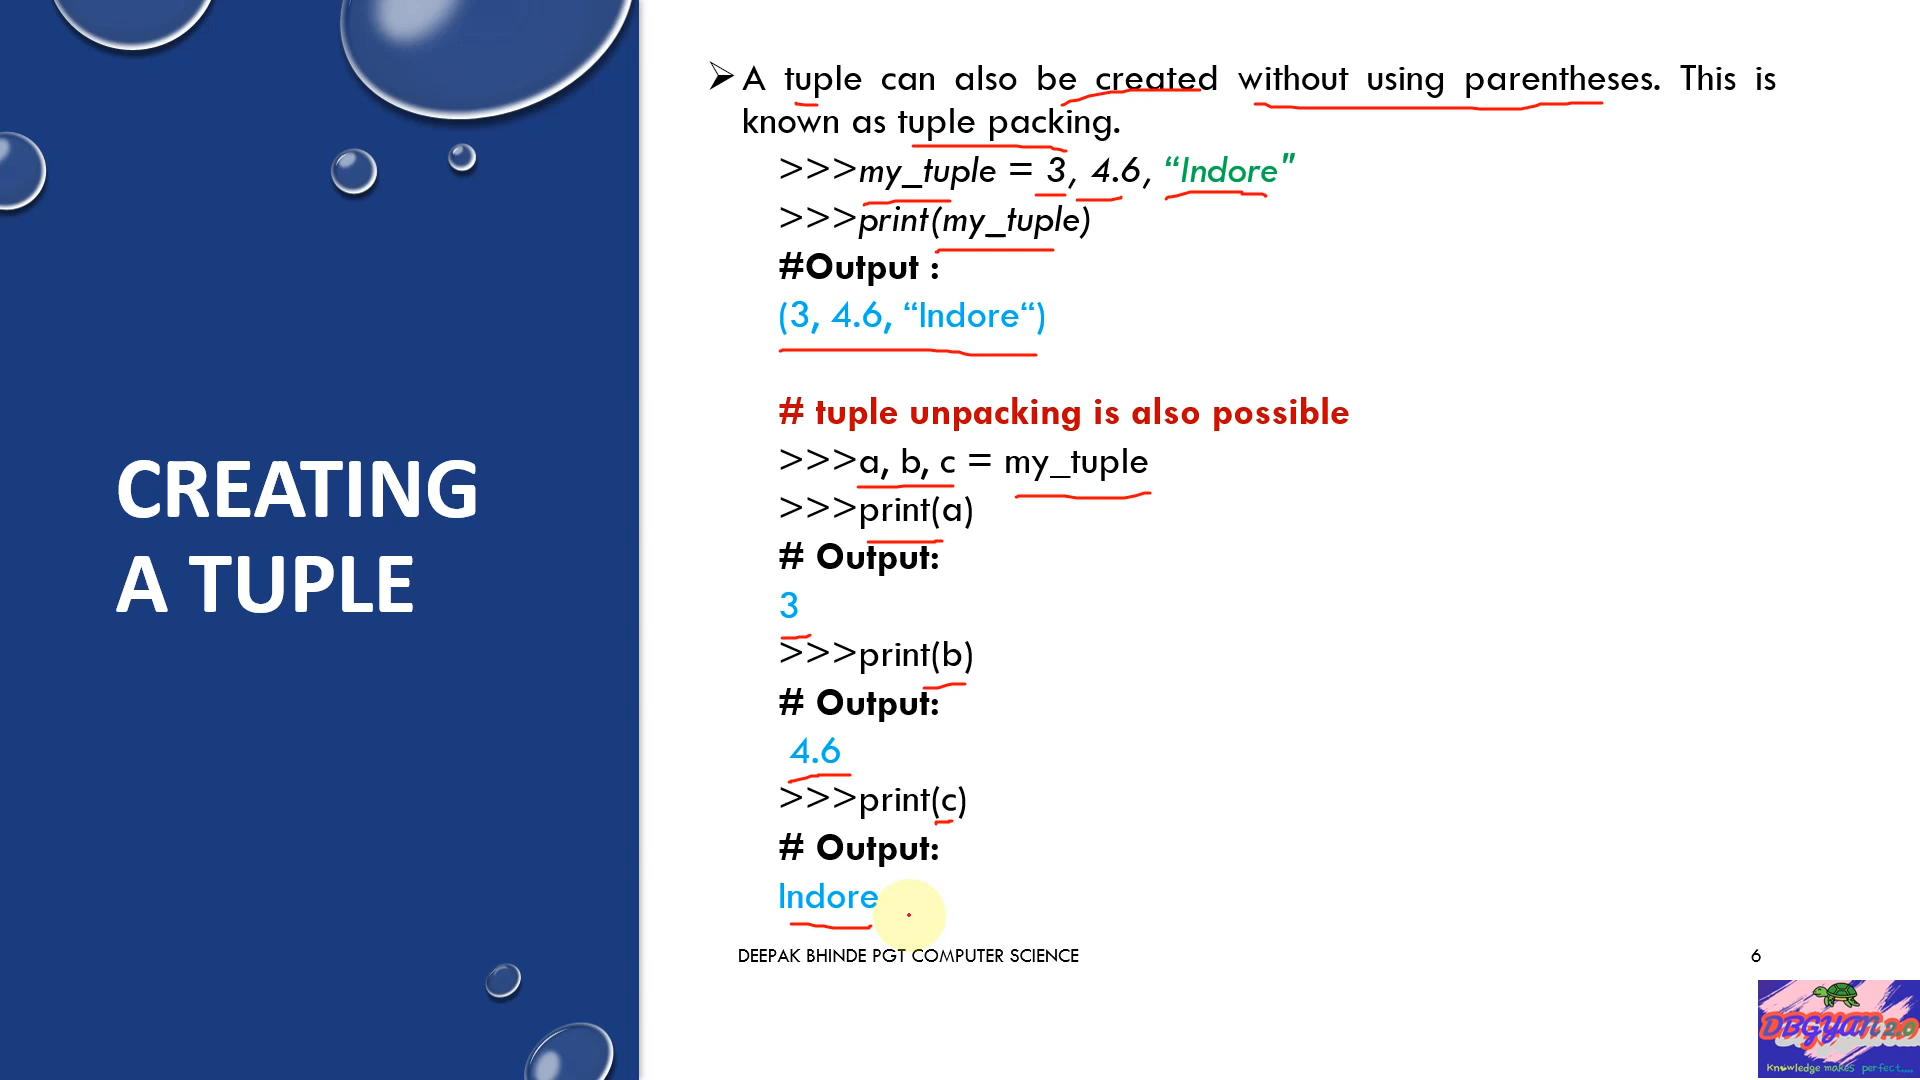 CREATING
A TUPLE
➢ A tuple can also be created without using parentheses. This is
known as tuple packing.
>>>my_tuple = 3, 4.6, “Indore"
>>>print(my_tuple)
#Output :
(3, 4.6, “Indore“)
# tuple unpacking is also possible
>>>a, b, c = my_tuple
>>>print(a)
# Output:
3
>>>print(b)
# Output:
4.6
>>>print(c)
# Output:
Indore
DEEPAK BHINDE PGT COMPUTER SCIENCE
6
DBGYAN 2.0
Knowledge makes perfect....